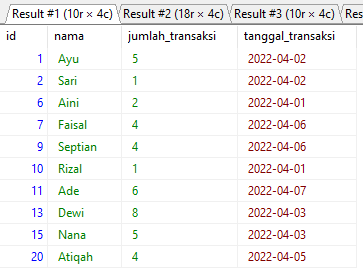 Result #1 (10r × 4c) Result #2 (18r × 4c) Result #3 (10r × 4c) Res
id nama jumlah_transaksi tanggal_transaksi
1 Ayu 5 2022-04-02
2 Sari 1 2022-04-02
6 Aini 2 2022-04-01
7 Faisal 4 2022-04-06
9 Septian 4 2022-04-06
10 Rizal 1 2022-04-01
11 Ade 6 2022-04-07
13 Dewi 8 2022-04-03
15 Nana 5 2022-04-03
20 Atiqah 4 2022-04-05